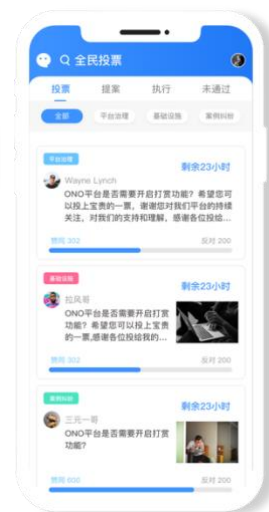 全民投票
投票 提案 执行 未通过
全部 平台治理 基础设施 案例纠纷
平台治理
剩余23小时
Wayne Lynch
ONO平台是否需要开启打赏功能？希望您可
以投上宝贵的一票，谢谢您对我们平台的持续
关注，对我们的支持和理解，感谢各位投给...
赞同 302 反对 200
基础设施
剩余23小时
拉风哥
ONO平台是否需要开启打赏
功能？希望您可以投上宝贵
的一票,感谢各位投给我的...
赞同 302 反对 200
案例纠纷
剩余23小时
三元一哥
ONO平台是否需要开启打赏
功能?
赞同 600 反对 200